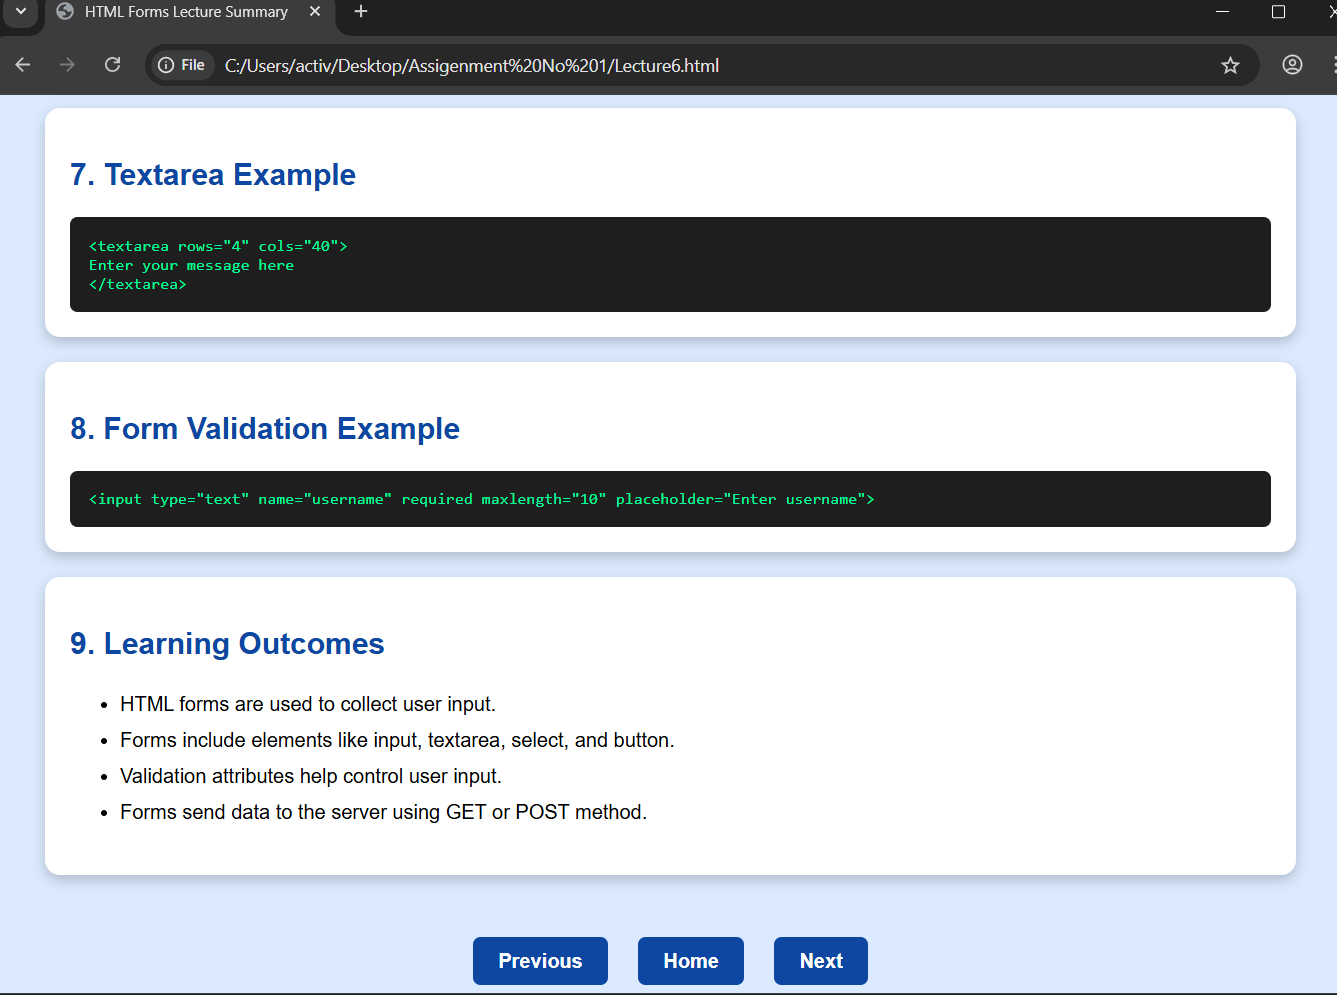 HTML Forms Lecture Summary
File
C:/Users/activ/Desktop/Assigenment%20No%201/Lecture6.html
7. Textarea Example
<textarea rows="4" cols="40">
Enter your message here
</textarea>
8. Form Validation Example
<input type="text" name="username" required maxlength="10" placeholder="Enter username">
9. Learning Outcomes
• HTML forms are used to collect user input.
• Forms include elements like input, textarea, select, and button.
• Validation attributes help control user input.
• Forms send data to the server using GET or POST method.
Previous
Home
Next